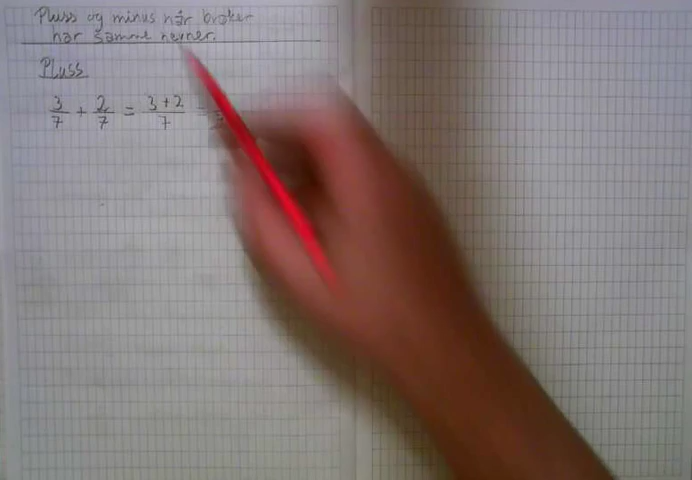 Pluss og minus når brøker
har samme nevner.
Pluss
3/7 + 2/7 = (3+2)/7 =